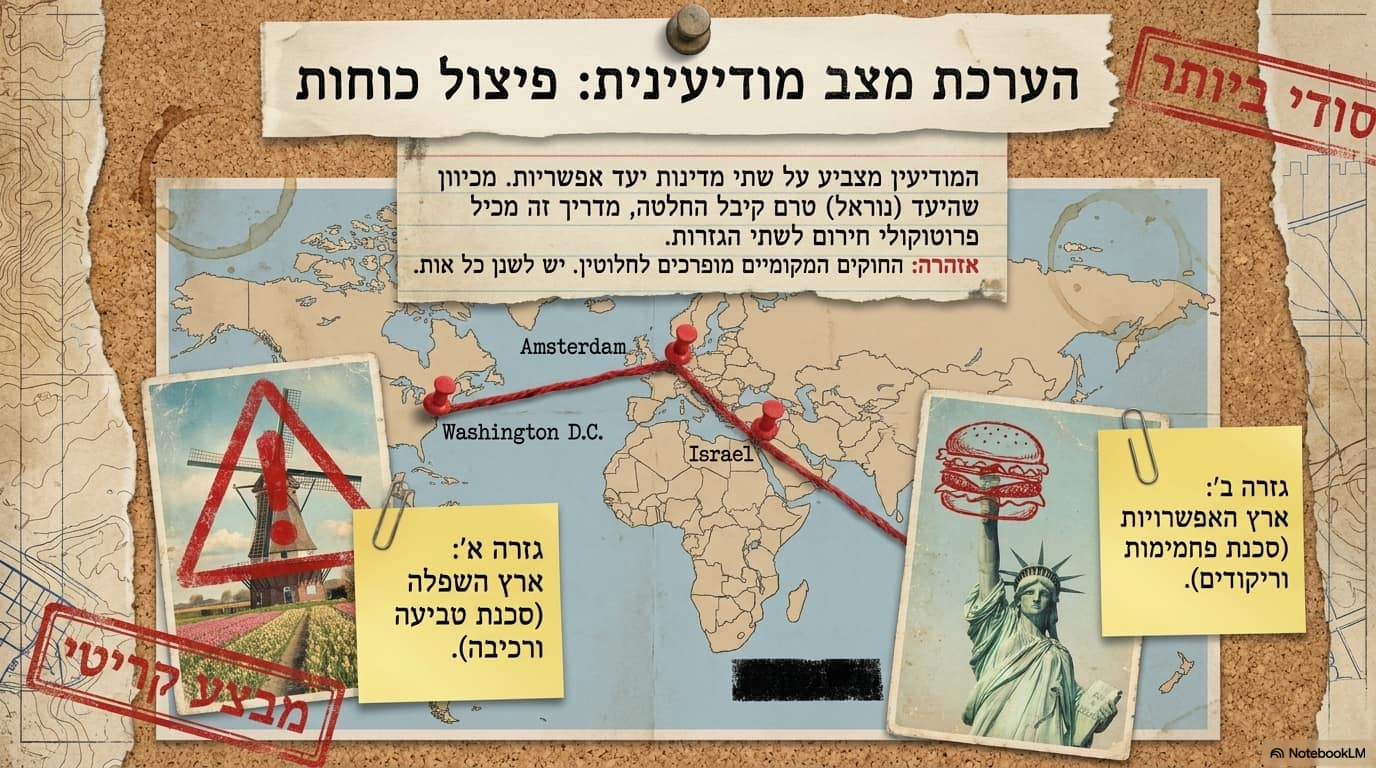 הערכת מצב מודיעינית: פיצול כוחות
סודי ביותר
המודיעין מצביע על שתי מדינות יעד אפשריות. מכיוון
שהיעד (נוראל) טרם קיבל החלטה, מדריך זה מכיל
פרוטוקולי חירום לשתי הגזרות.
אזהרה: החוקים המקומיים מופרכים לחלוטין. יש לשנן כל אות.
Amsterdam
Washington D.C.
Israel
גזרה ב':
ארץ האפשרויות
(סכנת פחמימות
וריקודים).
גזרה א':
ארץ השפלה
(סכנת טביעה
ורכיבה).
מבצע קריטי
NotebookLM